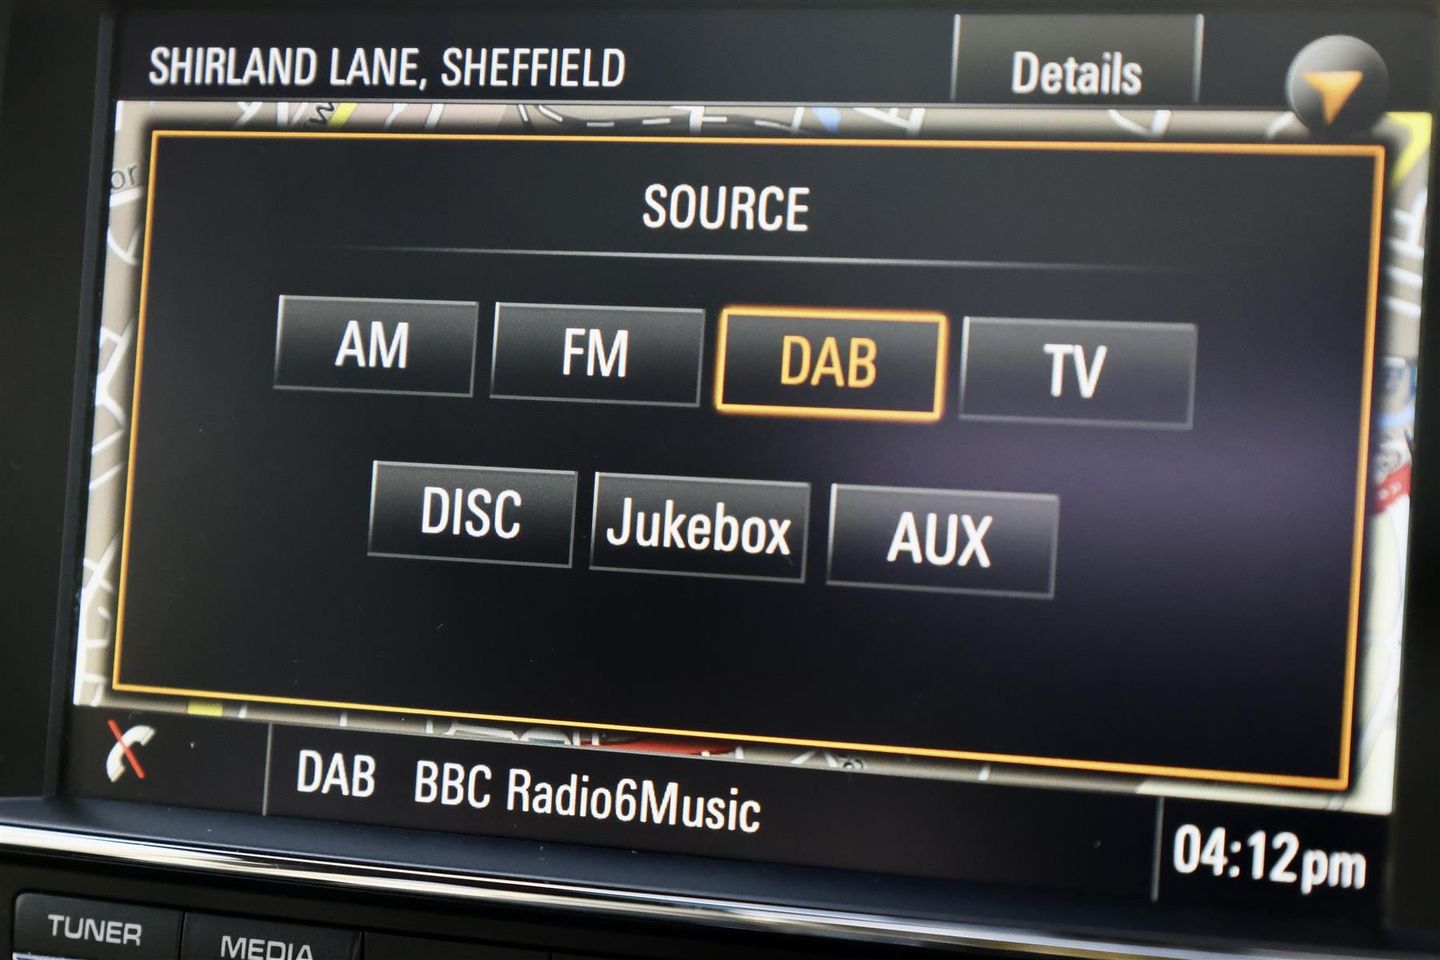 SHIRLAND LANE, SHEFFIELD
Details
or
SOURCE
AM FM DAB TV
DISC Jukebox AUX
DAB BBC Radio6Music
04:12pm
TUNER
MEDIA